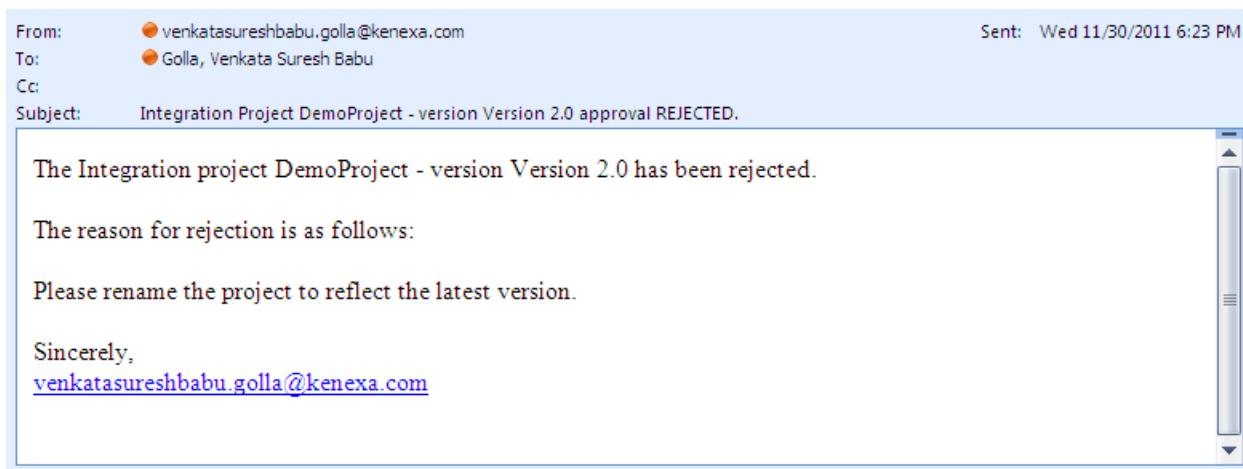 From: venkatasureshbabu.golla@kenexa.com Sent: Wed 11/30/2011 6:23 PM
To: Golla, Venkata Suresh Babu
Cc:
Subject: Integration Project DemoProject - version Version 2.0 approval REJECTED.
The Integration project DemoProject - version Version 2.0 has been rejected.
The reason for rejection is as follows:
Please rename the project to reflect the latest version.
Sincerely,
venkatasureshbabu.golla@kenexa.com